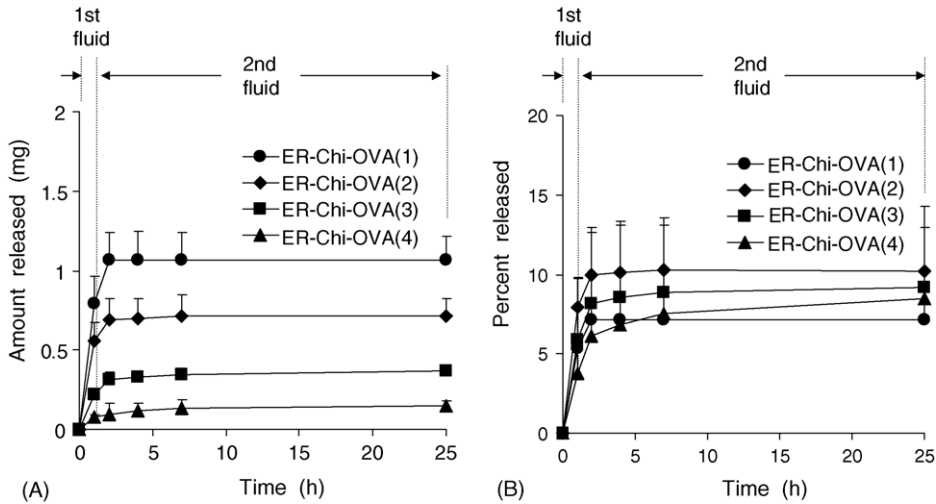 1st
fluid
2nd
fluid
2
1.5
1
0.5
0
Amount released (mg)
ER-Chi-OVA(1)
ER-Chi-OVA(2)
ER-Chi-OVA(3)
ER-Chi-OVA(4)
0 5 10 15 20 25
Time (h)
(A)
1st
fluid
2nd
fluid
20
15
10
5
0
Percent released
ER-Chi-OVA(1)
ER-Chi-OVA(2)
ER-Chi-OVA(3)
ER-Chi-OVA(4)
0 5 10 15 20 25
Time (h)
(B)